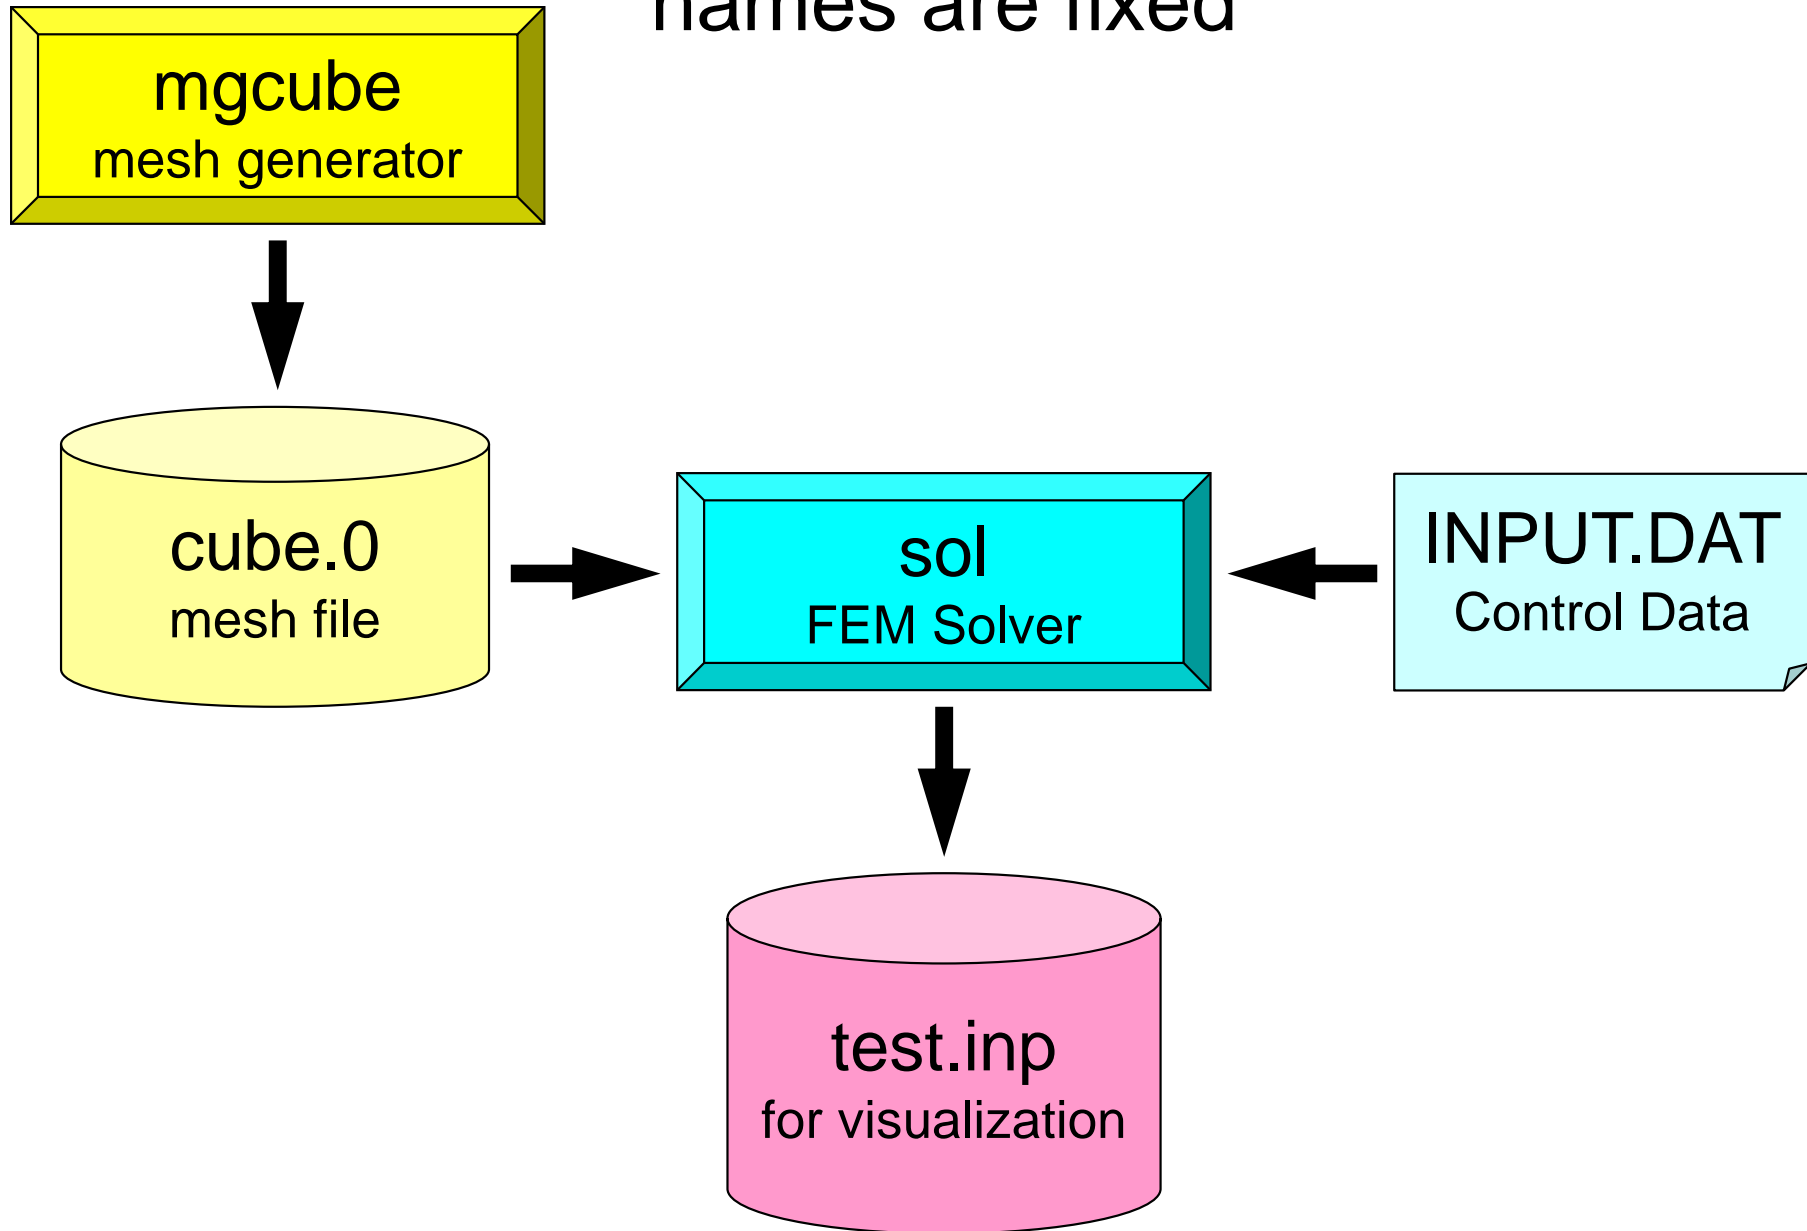 names are fixed
mgcube
mesh generator
cube.0
mesh file
sol
FEM Solver
INPUT.DAT
Control Data
test.inp
for visualization